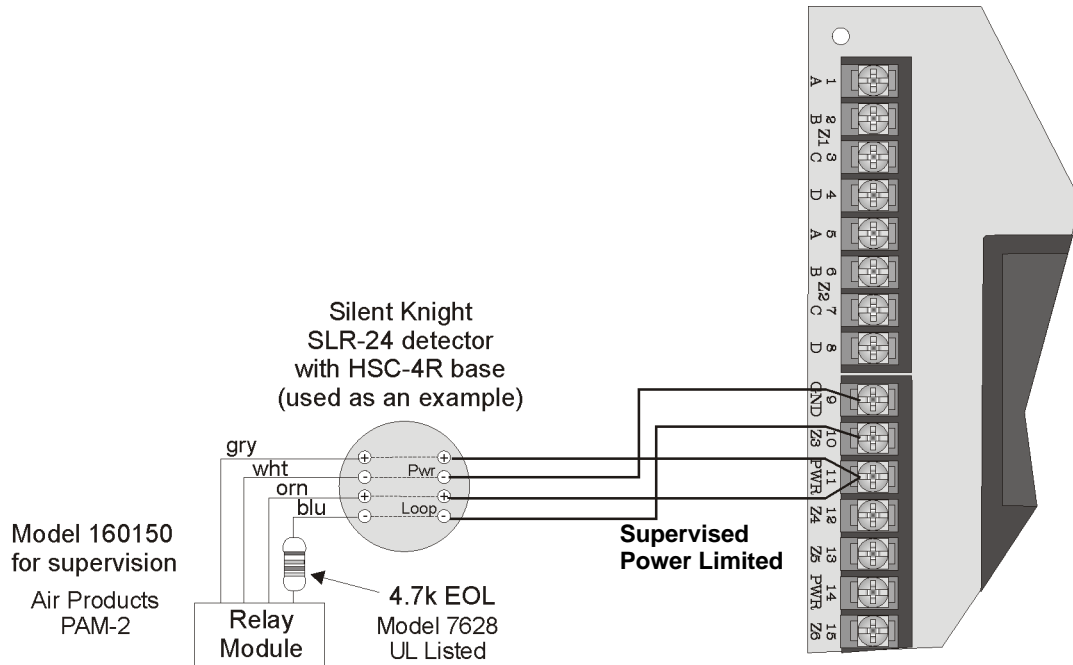 Silent Knight
SLR-24 detector
with HSC-4R base
(used as an example)
gry
wht
orn
blu
+ +
- Pwr -
+ +
- Loop -
Model 160150
for supervision
Air Products
PAM-2
Relay
Module
4.7k EOL
Model 7628
UL Listed
Supervised
Power Limited
A 1
B 2
Z1
C 3
D 4
A 5
B 6
Z2
C 7
D 8
GND 9
Z3 10
PWR 11
Z4 12
Z5 13
PWR 14
Z6 15